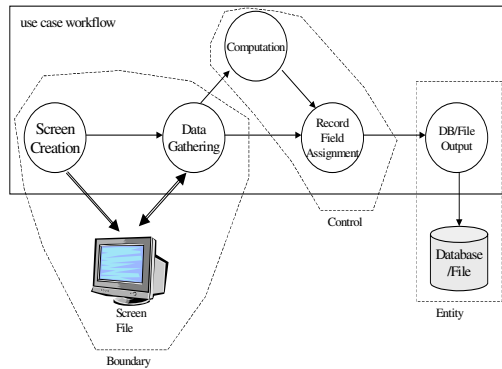 use case workflow
Computation
Screen
Creation
Data
Gathering
Record
Field
Assignment
DB/File
Output
Control
Database
/File
Screen
File
Entity
Boundary